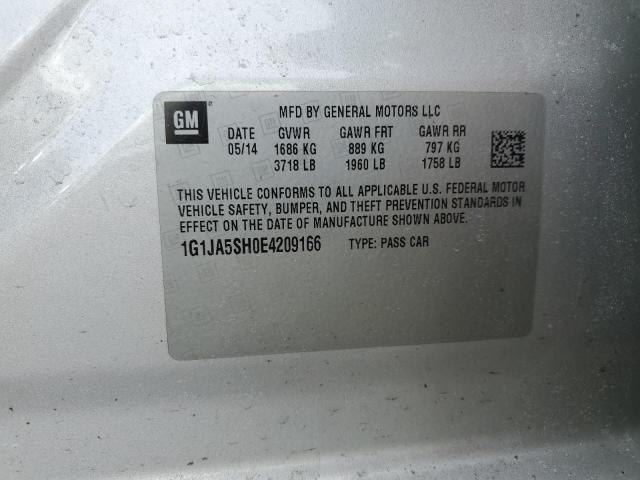 GM
MFD BY GENERAL MOTORS LLC
DATE GVWR GAWR FRT GAWR RR
05/14 1686 KG 889 KG 797 KG
3718 LB 1960 LB 1758 LB
THIS VEHICLE CONFORMS TO ALL APPLICABLE U.S. FEDERAL MOTOR
VEHICLE SAFETY, BUMPER, AND THEFT PREVENTION STANDARDS IN
EFFECT ON THE DATE OF MANUFACTURE SHOWN ABOVE.
1G1JA5SH0E4209166 TYPE: PASS CAR